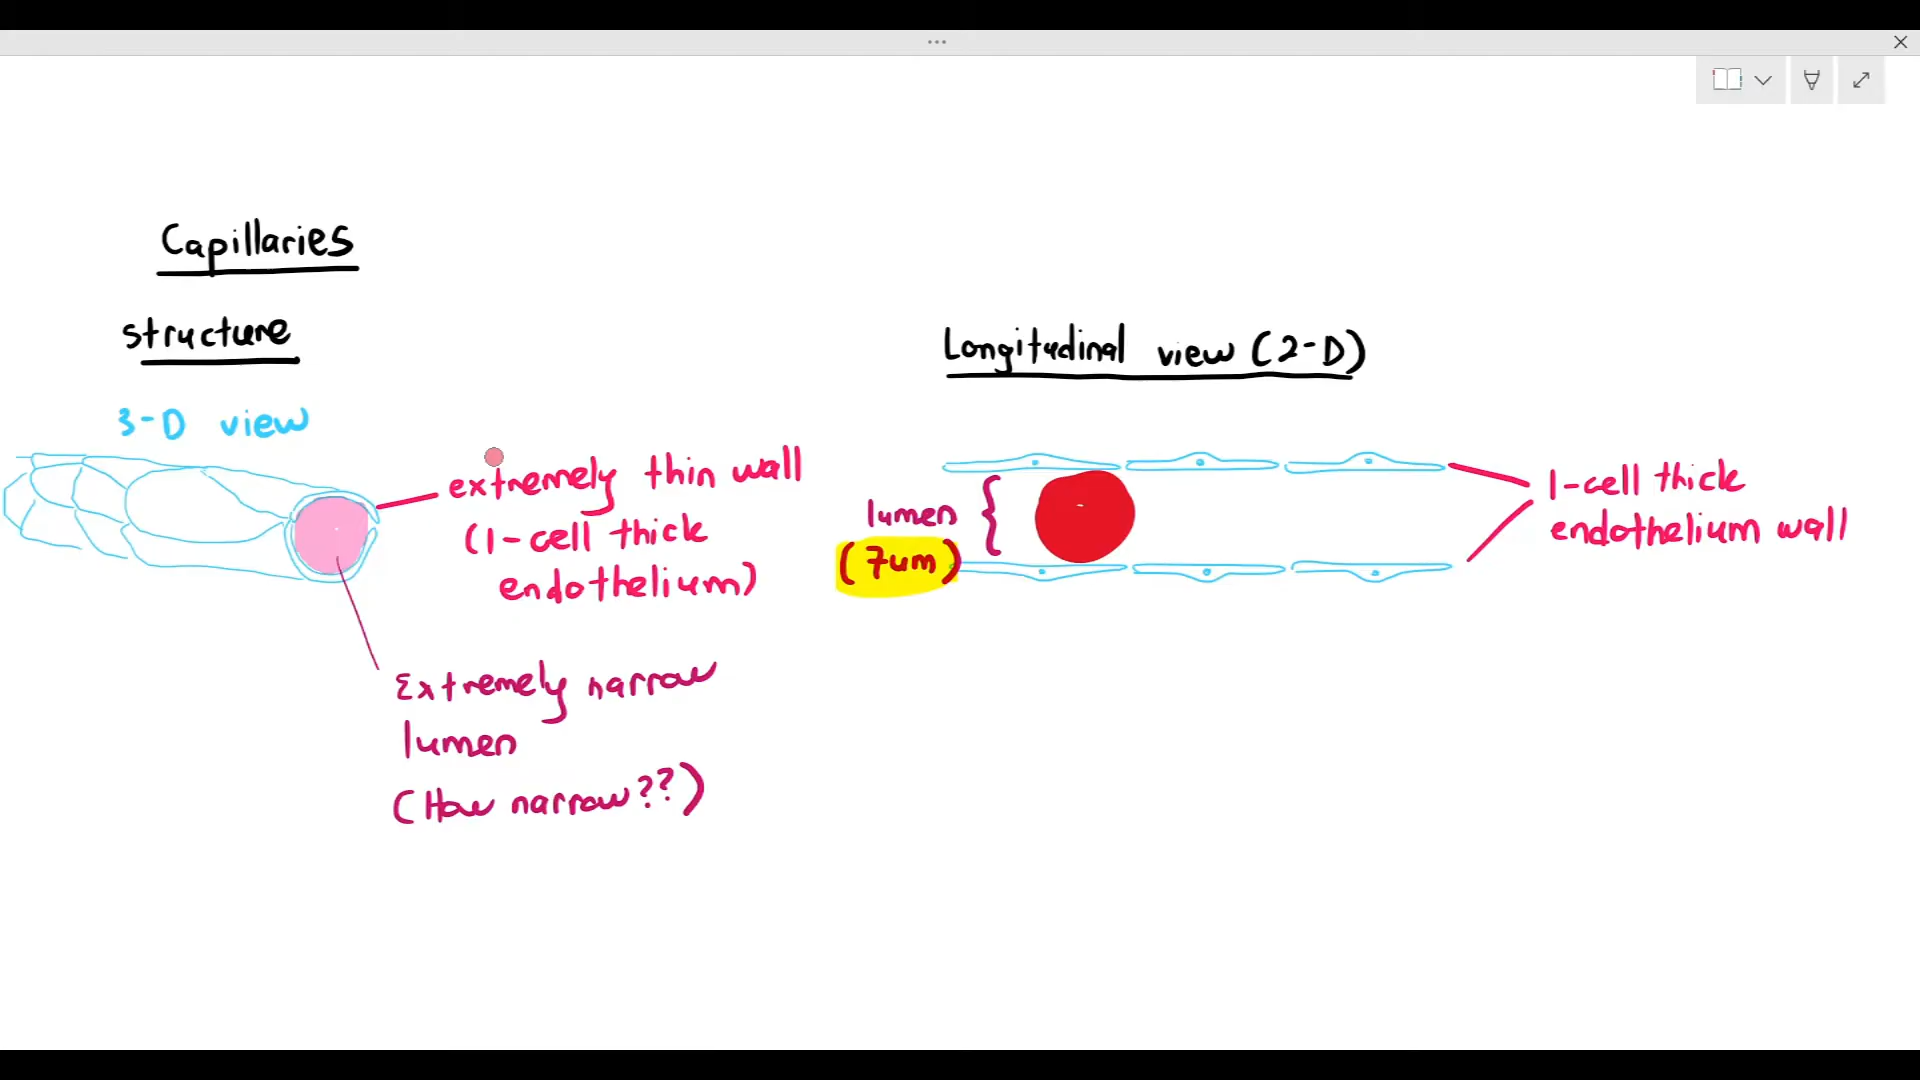 Capillaries
structure
3-D view
extremely thin wall
(1-cell thick
endothelium)
Extremely narrow
lumen
(How narrow??)
Longitudinal view (2-D)
lumen
(7um)
1-cell thick
endothelium wall